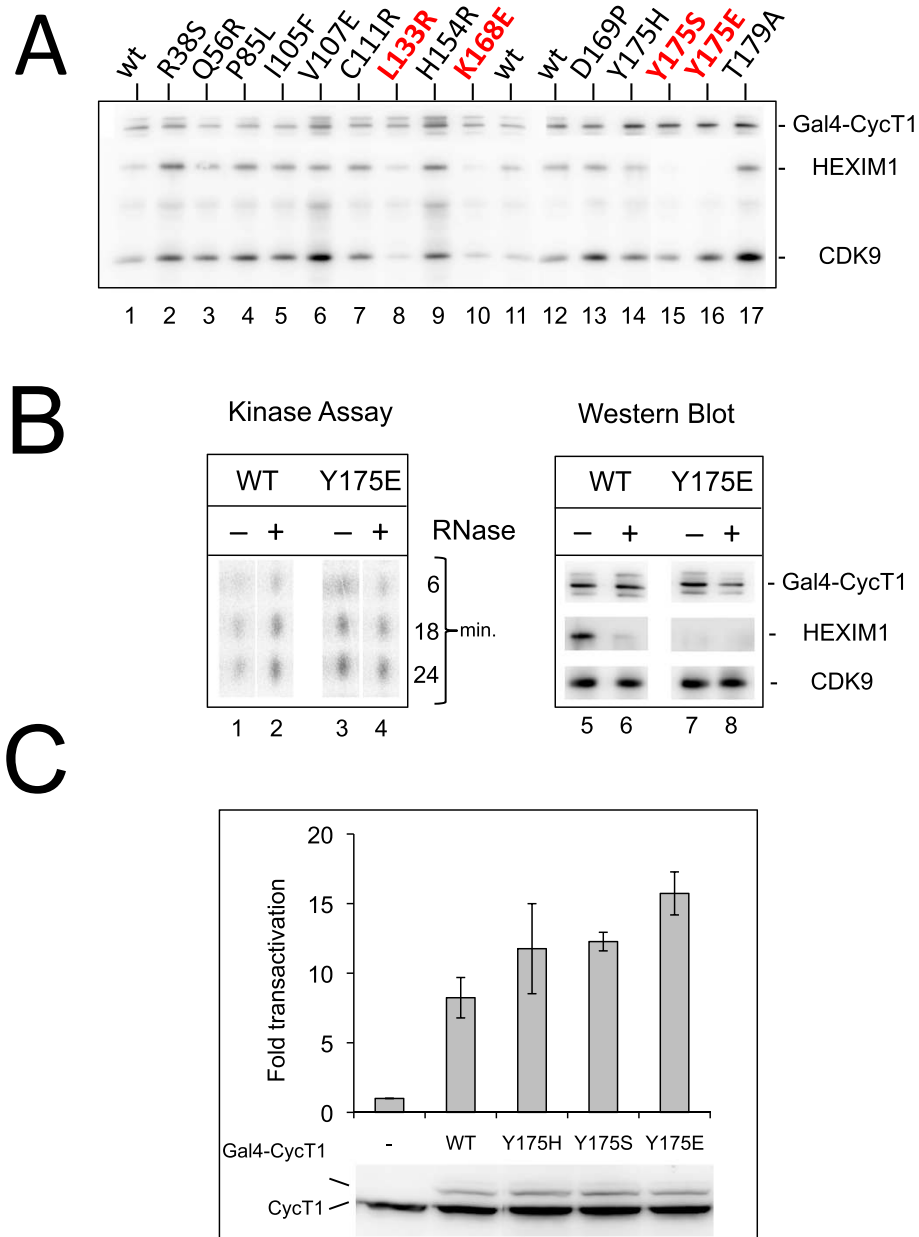 A
wt R38S Q56R P85L I105F V107E C111R L133R H154R K168E wt wt D169P Y175H Y175S Y175E T179A
- Gal4-CycT1
- HEXIM1
- CDK9
1 2 3 4 5 6 7 8 9 10 11 12 13 14 15 16 17
B
Kinase Assay Western Blot
WT Y175E WT Y175E
– + – + RNase – + – +
6 - Gal4-CycT1
18 min. - HEXIM1
24 - CDK9
1 2 3 4 5 6 7 8
C
20
15
10
5
0
Fold transactivation
- WT Y175H Y175S Y175E
Gal4-CycT1
CycT1